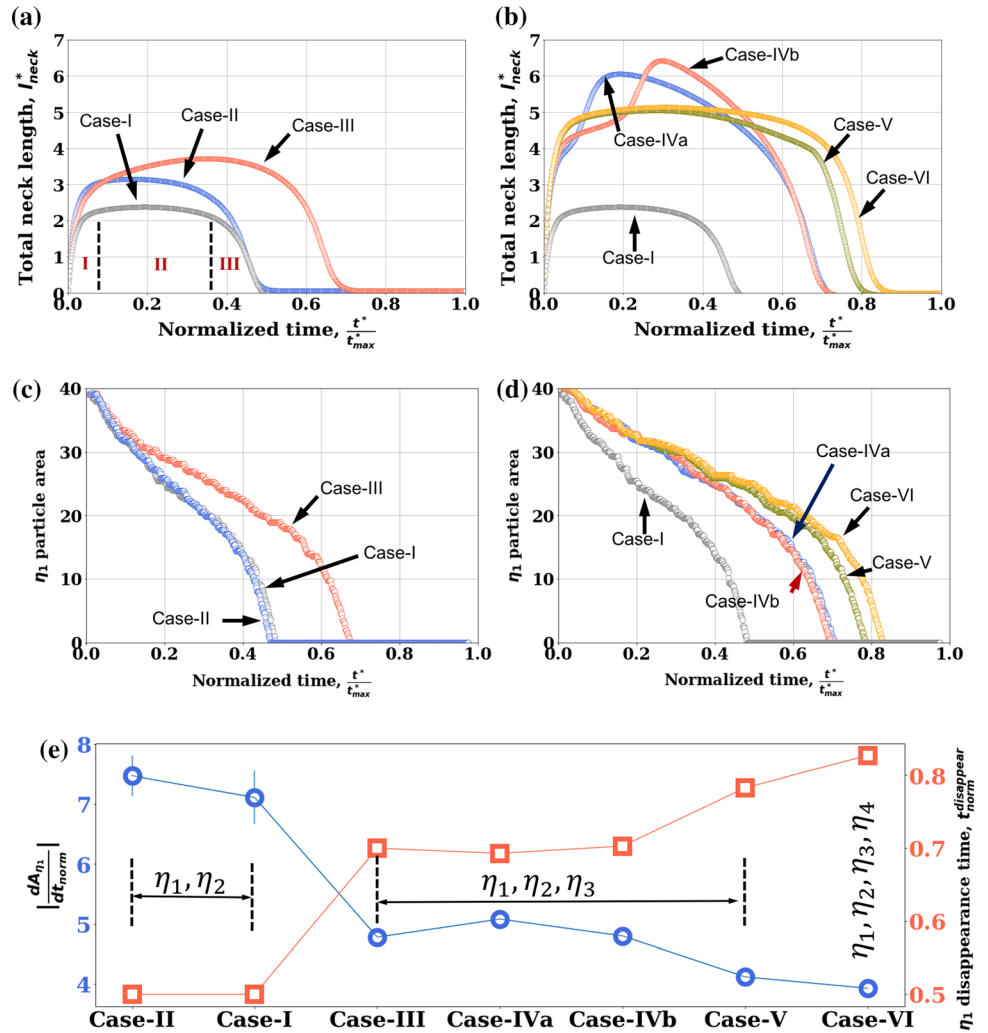 (a)
Total neck length, l*neck
7
6
5
4
3
2
1
0
Case-I
Case-II
Case-III
I
II
III
0.0 0.2 0.4 0.6 0.8 1.0
Normalized time, t*/t*max
(b)
Total neck length, l*neck
7
6
5
4
3
2
1
0
Case-IVb
Case-IVa
Case-V
Case-VI
Case-I
0.0 0.2 0.4 0.6 0.8 1.0
Normalized time, t*/t*max
(c)
η1 particle area
40
30
20
10
0
Case-III
Case-I
Case-II
0.0 0.2 0.4 0.6 0.8 1.0
Normalized time, t*/t*max
(d)
η1 particle area
40
30
20
10
0
Case-IVa
Case-VI
Case-I
Case-V
Case-IVb
0.0 0.2 0.4 0.6 0.8 1.0
Normalized time, t*/t*max
(e)
|dAη1/dtnorm|
8
7
6
5
4
η1, η2
η1, η2, η3
η1, η2, η3, η4
0.8
0.7
0.6
0.5
η1 disappearance time, t disappear norm
Case-II Case-I Case-III Case-IVa Case-IVb Case-V Case-VI